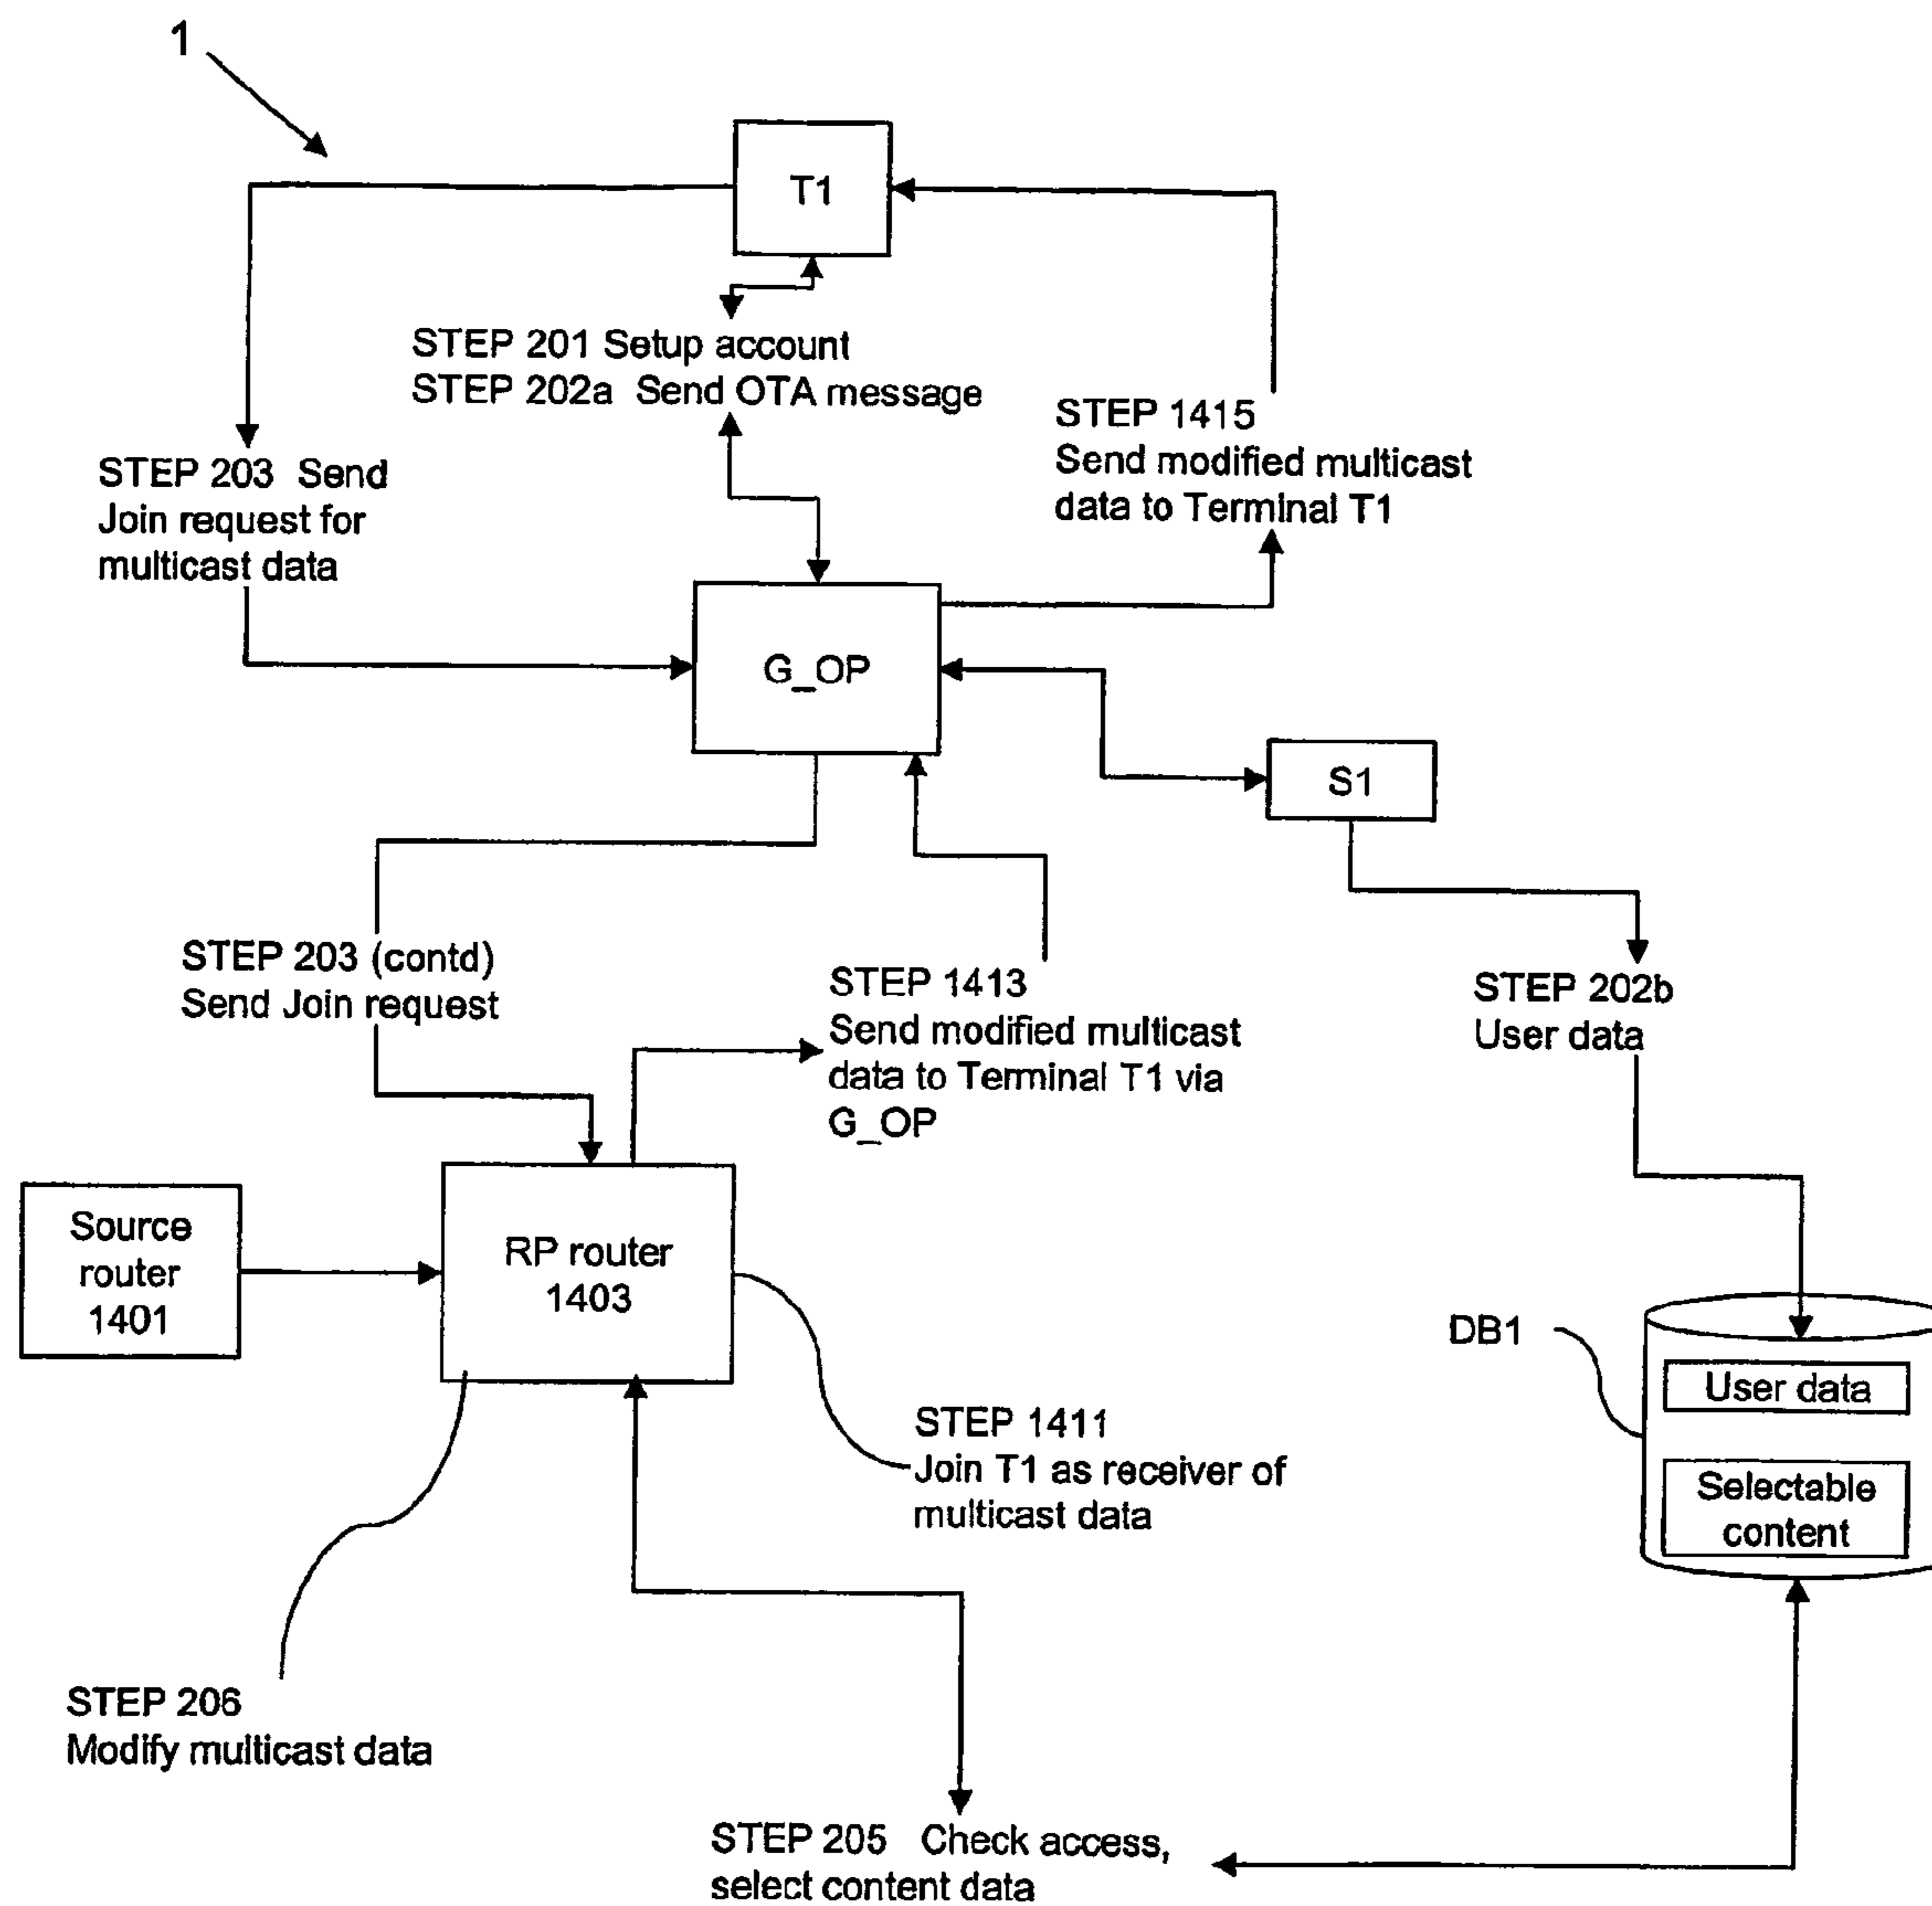 1
T1
STEP 201 Setup account
STEP 202a Send OTA message
STEP 1415
Send modified multicast
data to Terminal T1
STEP 203 Send
Join request for
multicast data
G_OP
S1
STEP 203 (contd)
Send Join request
STEP 1413
Send modified multicast
data to Terminal T1 via
G_OP
STEP 202b
User data
Source
router
1401
RP router
1403
DB1
User data
Selectable
content
STEP 1411
Join T1 as receiver of
multicast data
STEP 206
Modify multicast data
STEP 205 Check access,
select content data